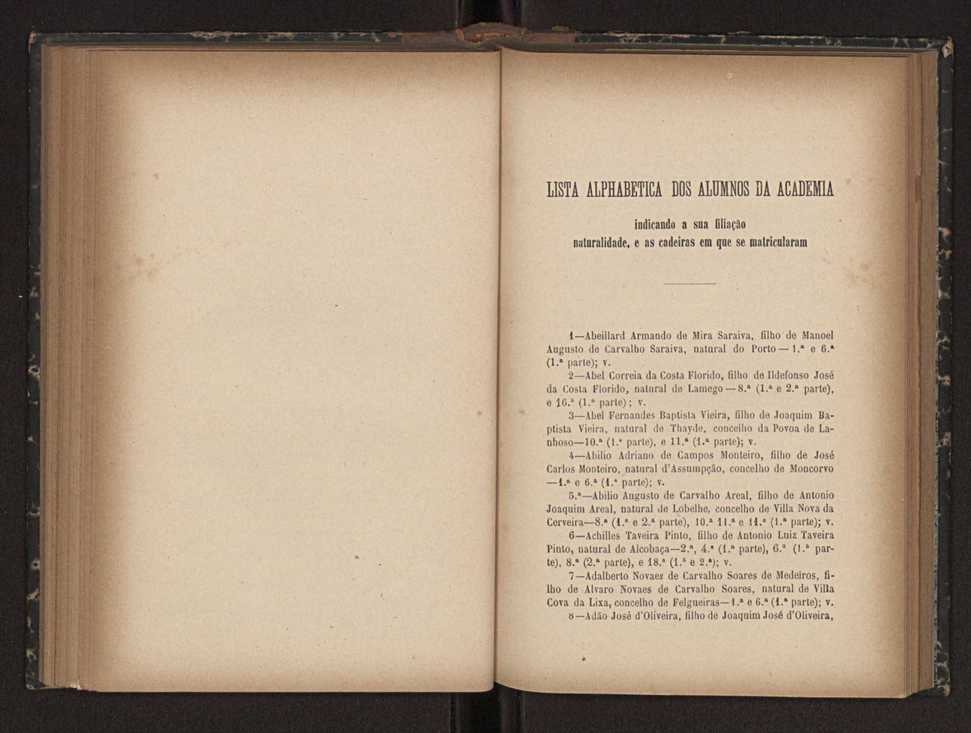 LISTA ALPHABETICA DOS ALUMNOS DA ACADEMIA
indicando a sua filiação
naturalidade, e as cadeiras em que se matricularam
1—Abeillard Armando de Mira Saraiva, filho de Manoel
Augusto de Carvalho Saraiva, natural do Porto—1.ª e 6.ª
(1.ª parte); v.
2—Abel Correia da Costa Florido, filho de Ildefonso José
da Costa Florido, natural de Lamego—8.ª (1.ª e 2.ª parte),
e 16.ª (1.ª parte); v.
3—Abel Fernandes Baptista Vieira, filho de Joaquim Ba-
ptista Vieira, natural de Thayde, concelho da Povoa de La-
nhoso—10.ª (1.ª parte), e 11.ª (1.ª parte); v.
4—Abilio Adriano de Campos Monteiro, filho de José
Carlos Monteiro, natural d'Assumpção, concelho de Moncorvo
—1.ª e 6.ª (1.ª parte); v.
5.ª—Abilio Augusto de Carvalho Areal, filho de Antonio
Joaquim Areal, natural de Lobelhe, concelho de Villa Nova da
Cerveira—8.ª (1.ª e 2.ª parte), 10.ª 11.ª e 11.ª (1.ª parte); v.
6—Achilles Taveira Pinto, filho de Antonio Luiz Taveira
Pinto, natural de Alcobaça—2.ª, 4.ª (1.ª parte), 6.ª (1.ª par-
te), 8.ª (2.ª parte), e 18.ª (1.ª e 2.ª); v.
7—Adalberto Novaez de Carvalho Soares de Medeiros, fi-
lho de Alvaro Novaes de Carvalho Soares, natural de Villa
Cova da Lixa, concelho de Felgueiras—1.ª e 6.ª (1.ª parte); v.
8—Adão José d'Oliveira, filho de Joaquim José d'Oliveira,